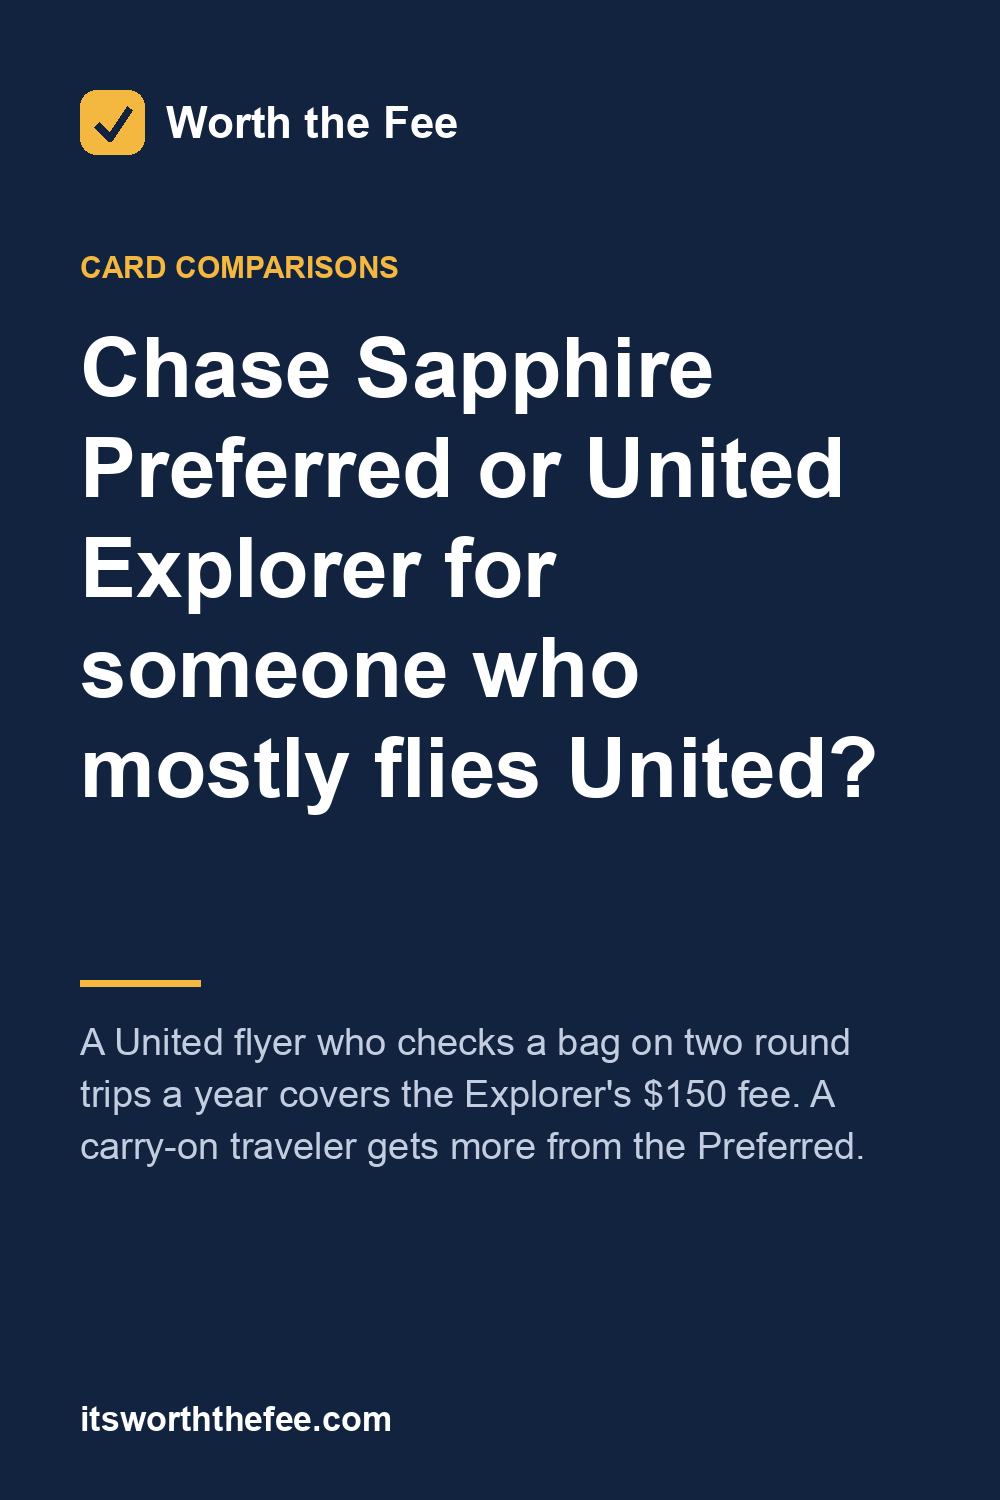 Worth the Fee
CARD COMPARISONS
Chase Sapphire
Preferred or United
Explorer for
someone who
mostly flies United?
A United flyer who checks a bag on two round
trips a year covers the Explorer's $150 fee. A
carry-on traveler gets more from the Preferred.
itsworththefee.com